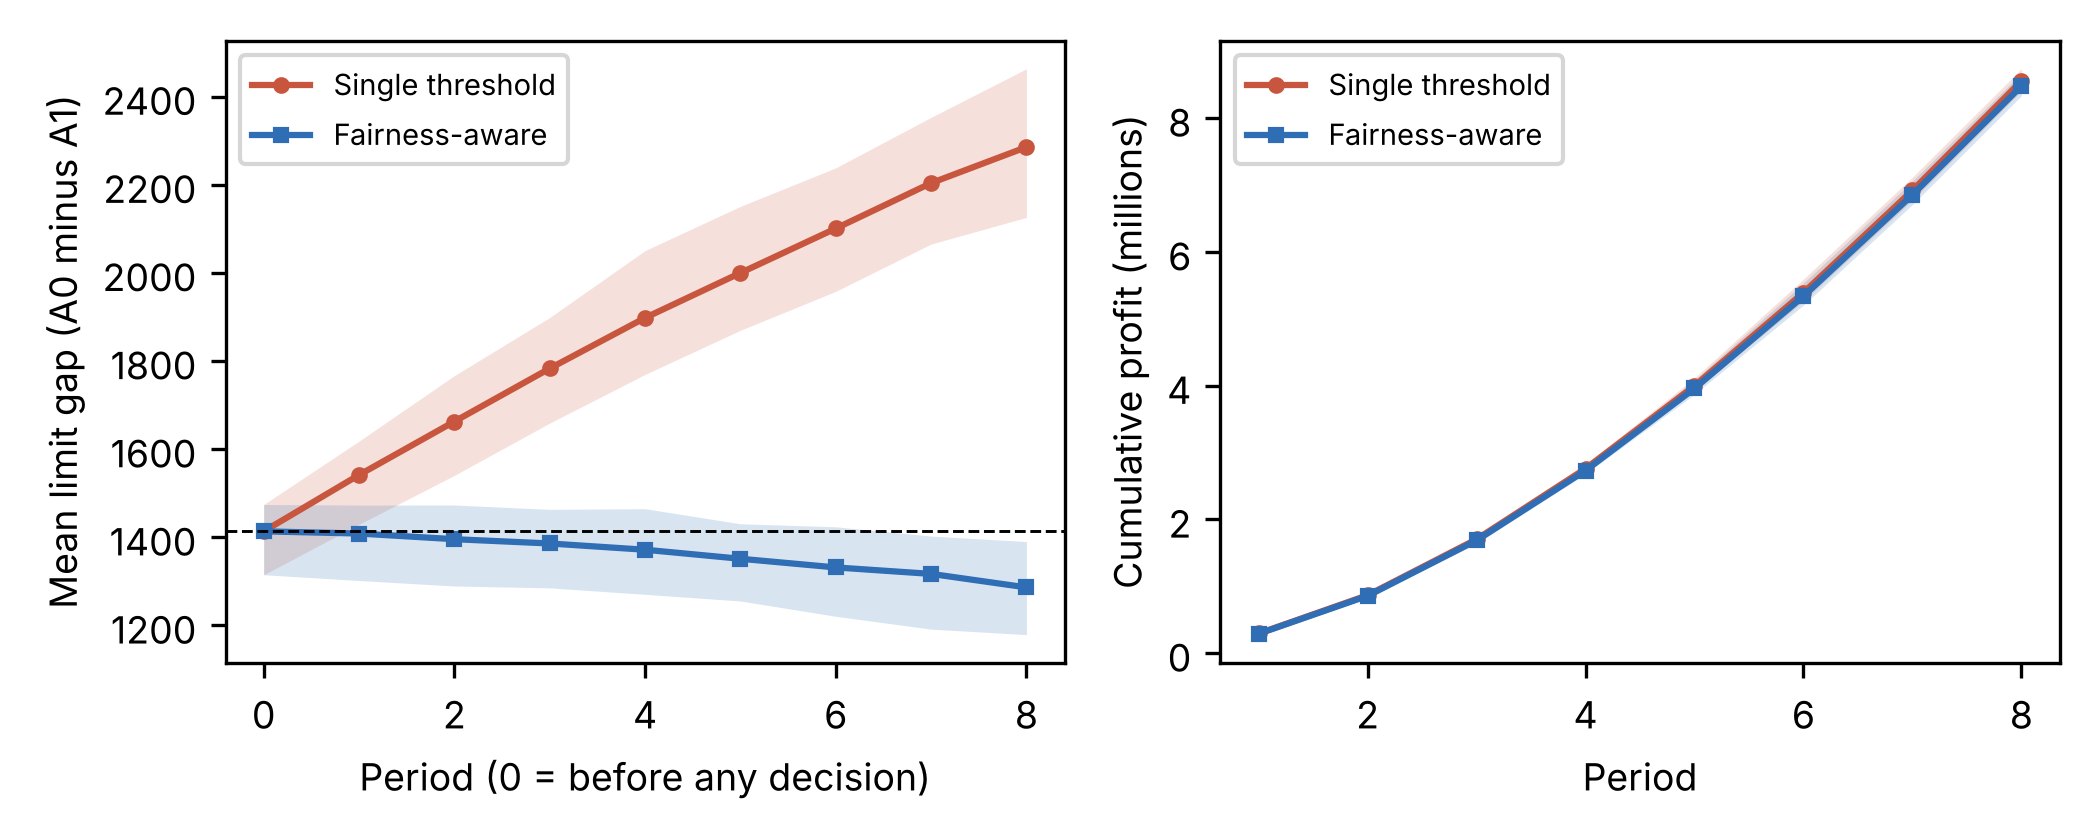 Single threshold
Fairness-aware
Mean limit gap (A0 minus A1)
2400
2200
2000
1800
1600
1400
1200
0 2 4 6 8
Period (0 = before any decision)
Single threshold
Fairness-aware
Cumulative profit (millions)
8
6
4
2
0
2 4 6 8
Period